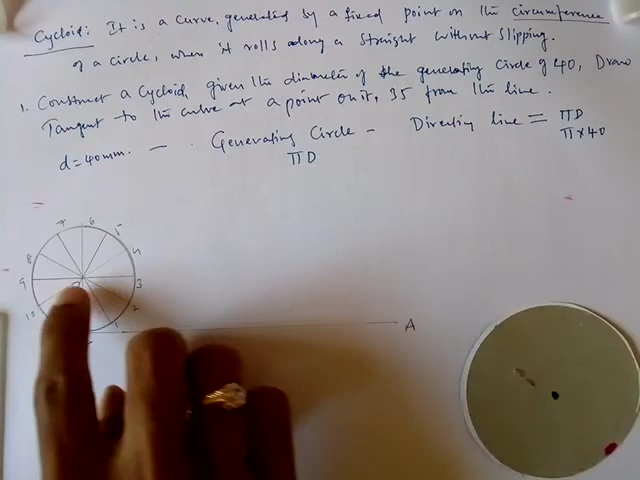 Cycloid: It is a curve, generated by a fixed point on the circumference
of a circle, when it rolls along a straight without slipping.
1. Construct a cycloid, given the diameter of the generating circle of 40, Draw
Tangent to the curve at a point on it, 35 from the line.
d=40mm. — Generating Circle — Directing line = πD
πD π×40
7 6 5
8 4
9 3
10 2
1
A